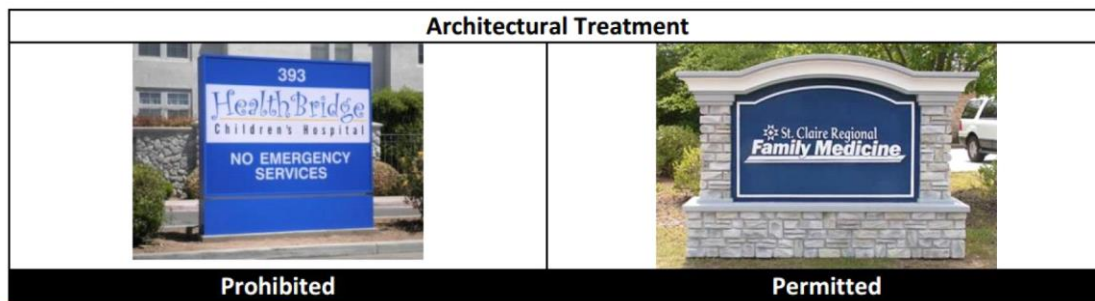 Architectural Treatment
393
HealthBridge
Children's Hospital
NO EMERGENCY
SERVICES
St. Claire Regional
Family Medicine
Prohibited
Permitted